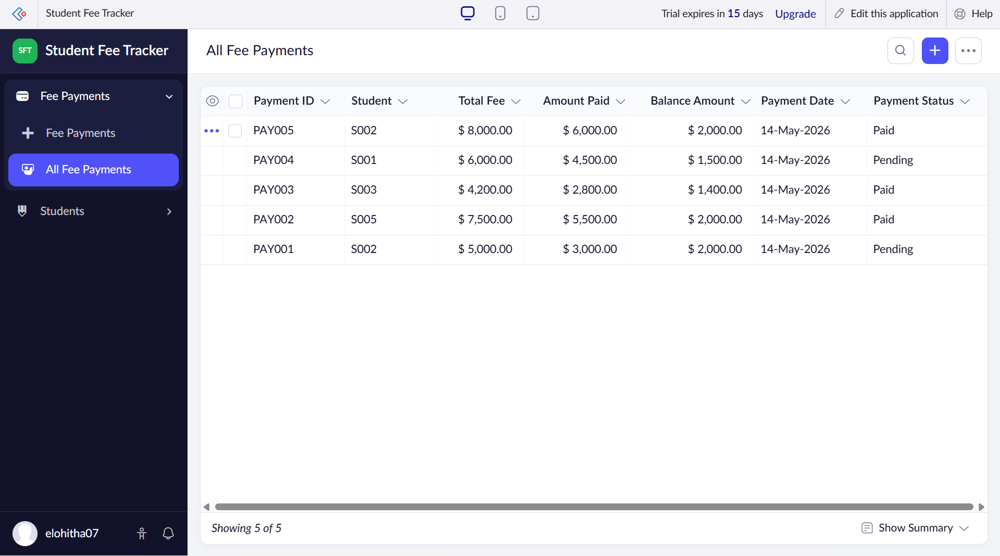 Student Fee Tracker
Trial expires in 15 days Upgrade Edit this application Help
SFT Student Fee Tracker
All Fee Payments
Fee Payments
Fee Payments
All Fee Payments
Students
Payment ID Student Total Fee Amount Paid Balance Amount Payment Date Payment Status
PAY005 S002 $ 8,000.00 $ 6,000.00 $ 2,000.00 14-May-2026 Paid
PAY004 S001 $ 6,000.00 $ 4,500.00 $ 1,500.00 14-May-2026 Pending
PAY003 S003 $ 4,200.00 $ 2,800.00 $ 1,400.00 14-May-2026 Paid
PAY002 S005 $ 7,500.00 $ 5,500.00 $ 2,000.00 14-May-2026 Paid
PAY001 S002 $ 5,000.00 $ 3,000.00 $ 2,000.00 14-May-2026 Pending
Showing 5 of 5
Show Summary
elohitha07